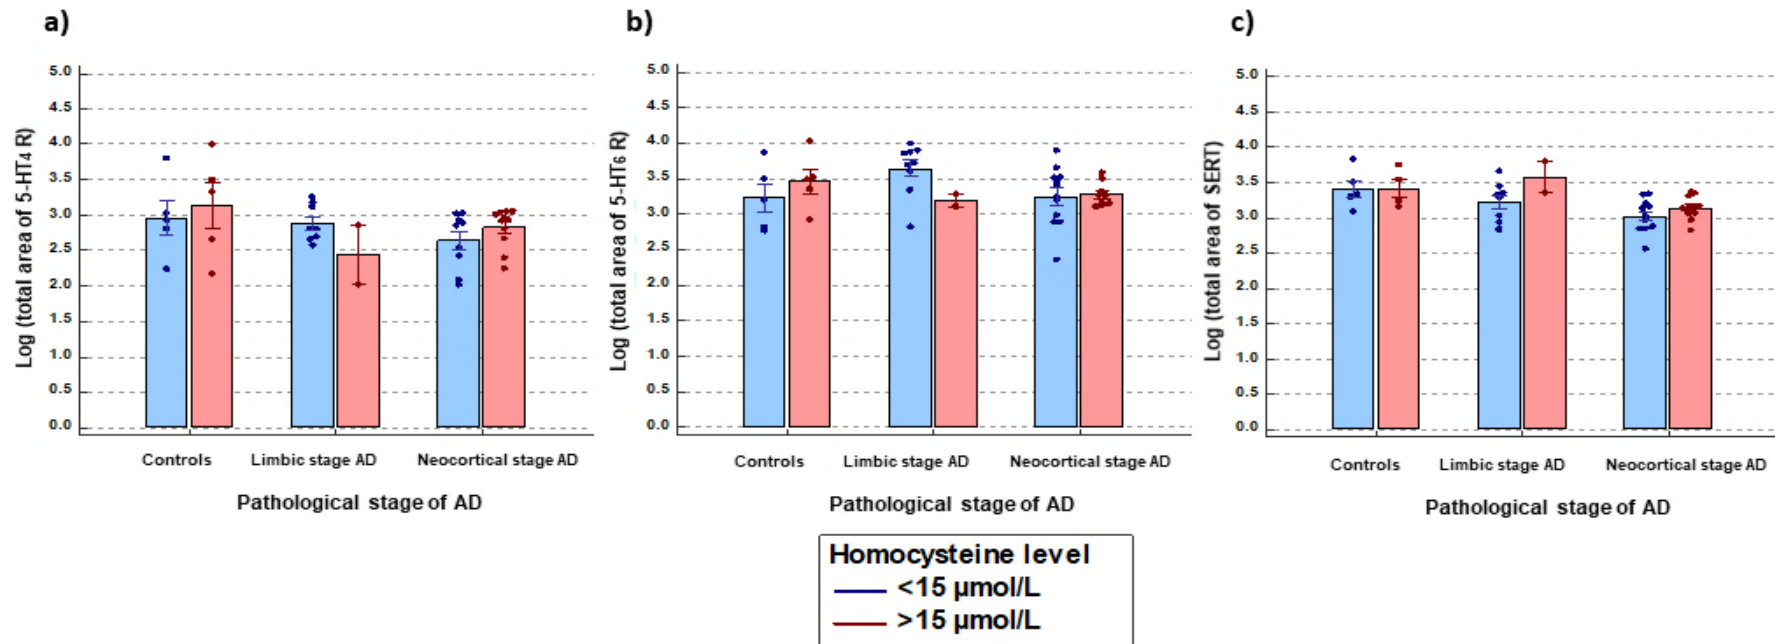 a)
Log (total area of 5-HT4 R)
5.0
4.5
4.0
3.5
3.0
2.5
2.0
1.5
1.0
0.5
0.0
Controls
Limbic stage AD
Neocortical stage AD
Pathological stage of AD
b)
Log (total area of 5-HT6 R)
5.0
4.5
4.0
3.5
3.0
2.5
2.0
1.5
1.0
0.5
0.0
Controls
Limbic stage AD
Neocortical stage AD
Pathological stage of AD
c)
Log (total area of SERT)
5.0
4.5
4.0
3.5
3.0
2.5
2.0
1.5
1.0
0.5
0.0
Controls
Limbic stage AD
Neocortical stage AD
Pathological stage of AD
Homocysteine level
<15 µmol/L
>15 µmol/L